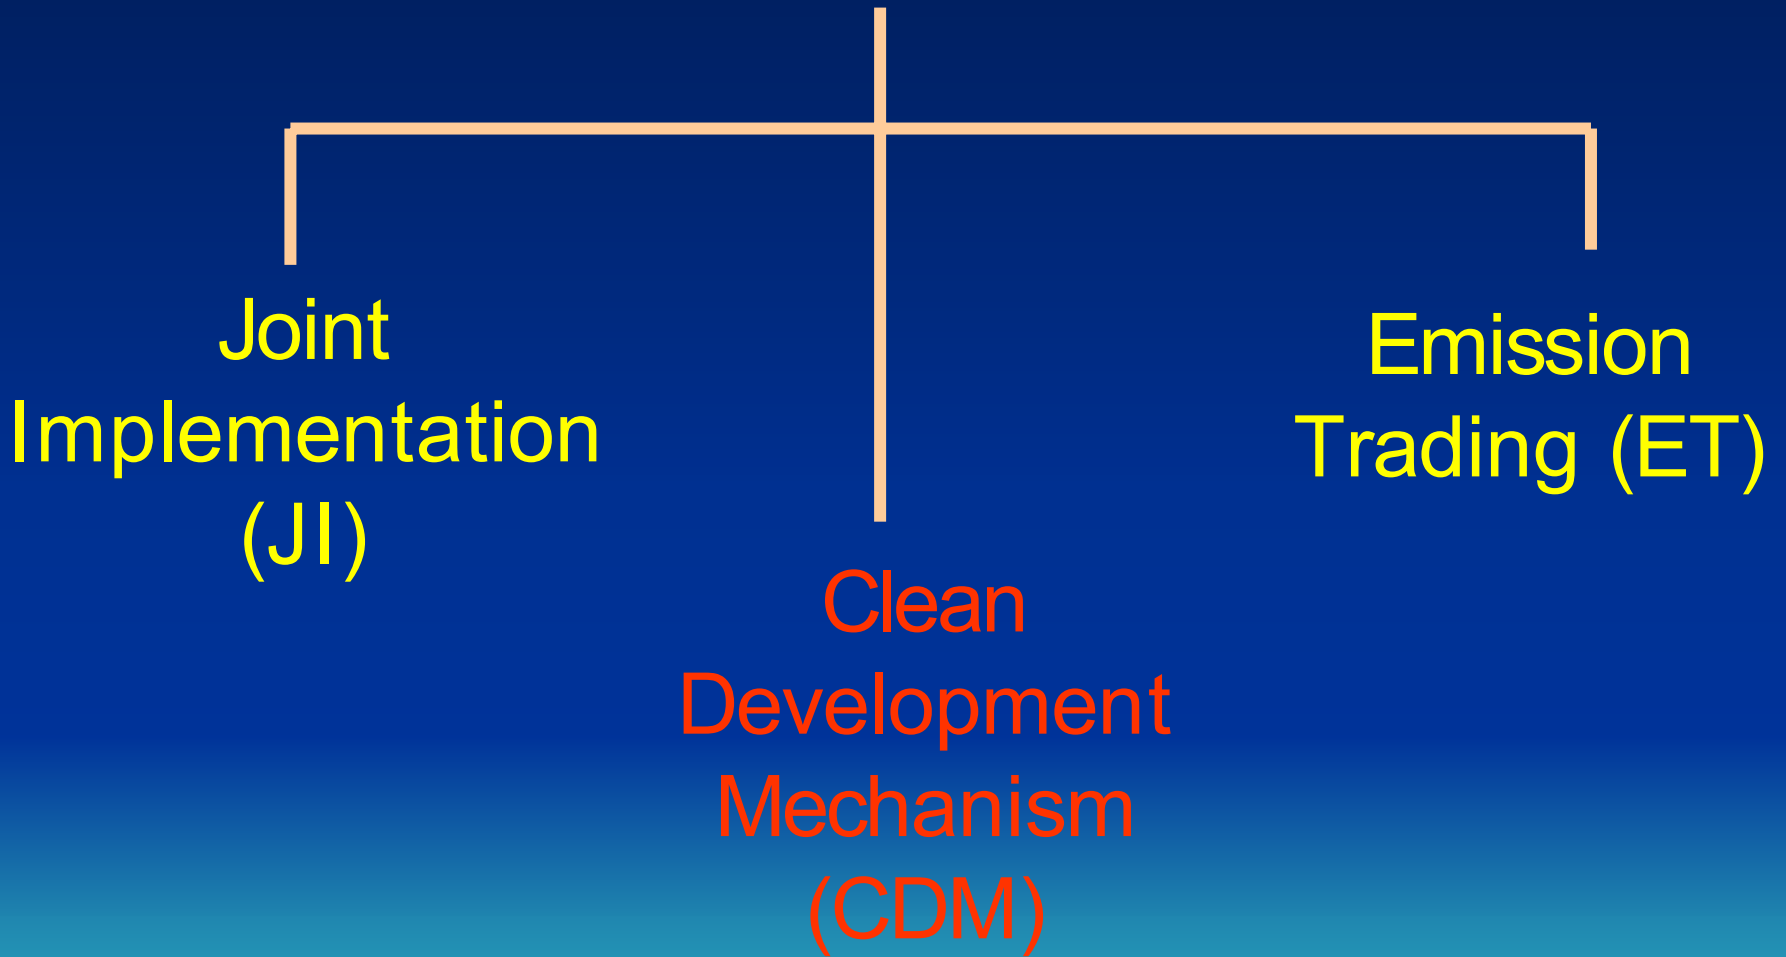 Joint
Implementation
(JI)
Emission
Trading (ET)
Clean
Development
Mechanism
(CDM)